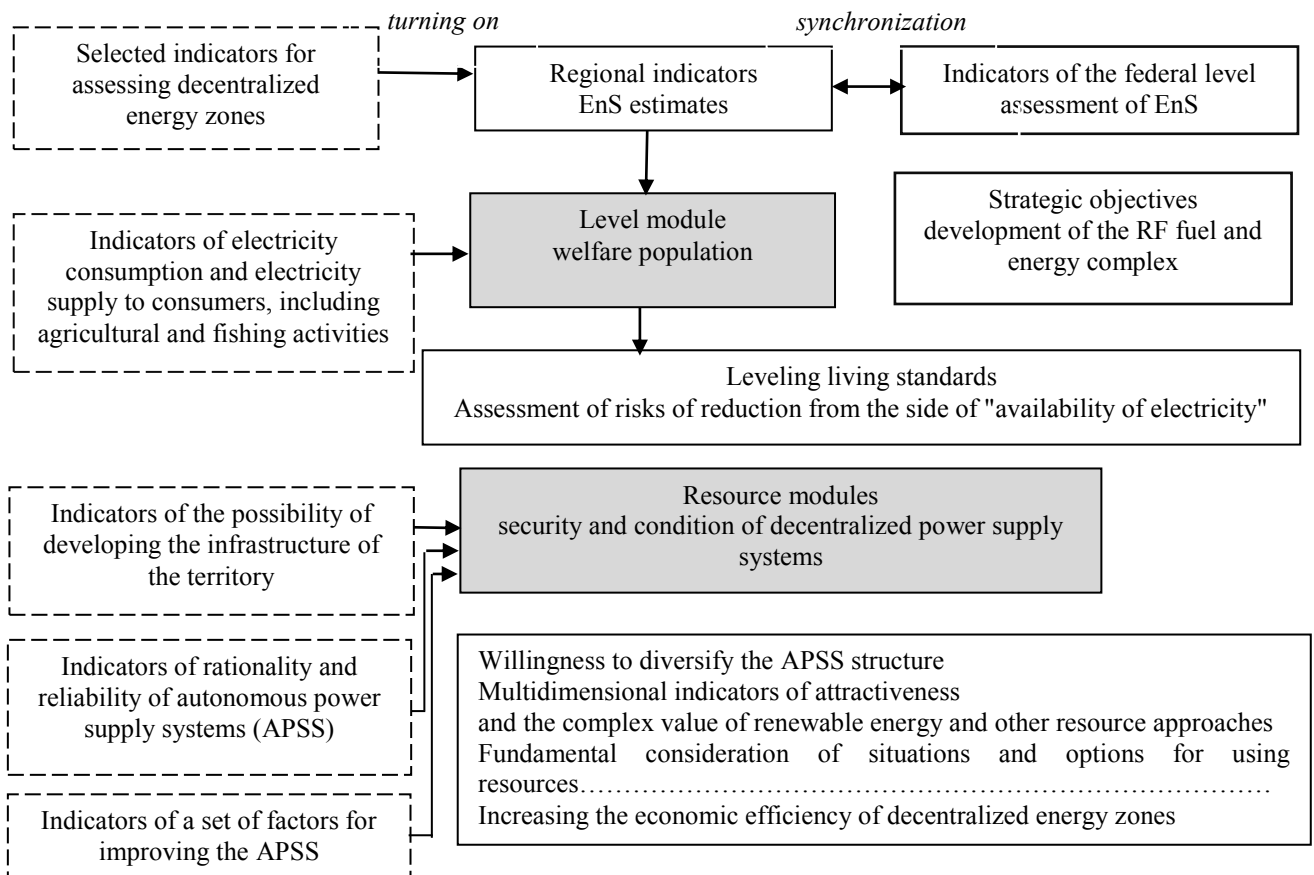 turning on
synchronization
Selected indicators for
assessing decentralized
energy zones
Regional indicators
EnS estimates
Indicators of the federal level
assessment of EnS
Strategic objectives
development of the RF fuel and
energy complex
Level module
welfare population
Indicators of electricity
consumption and electricity
supply to consumers, including
agricultural and fishing activities
Leveling living standards
Assessment of risks of reduction from the side of "availability of electricity"
Indicators of the possibility of
developing the infrastructure of
the territory
Resource modules
security and condition of decentralized power supply
systems
Indicators of rationality and
reliability of autonomous power
supply systems (APSS)
Willingness to diversify the APSS structure
Multidimensional indicators of attractiveness
and the complex value of renewable energy and other resource approaches
Fundamental consideration of situations and options for using
resources……………………………………………………………………
Increasing the economic efficiency of decentralized energy zones
Indicators of a set of factors for
improving the APSS